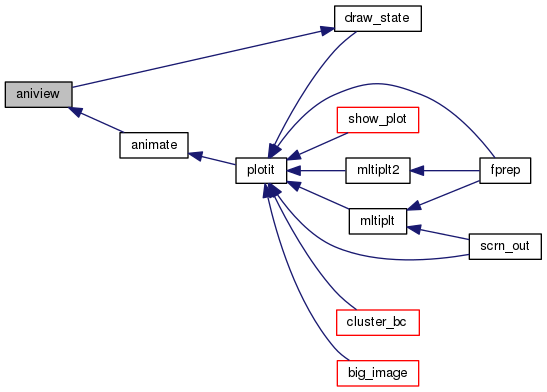 draw_state
aniview
show_plot
animate
plotit
mltiplt2
fprep
mltiplt
scrn_out
cluster_bc
big_image